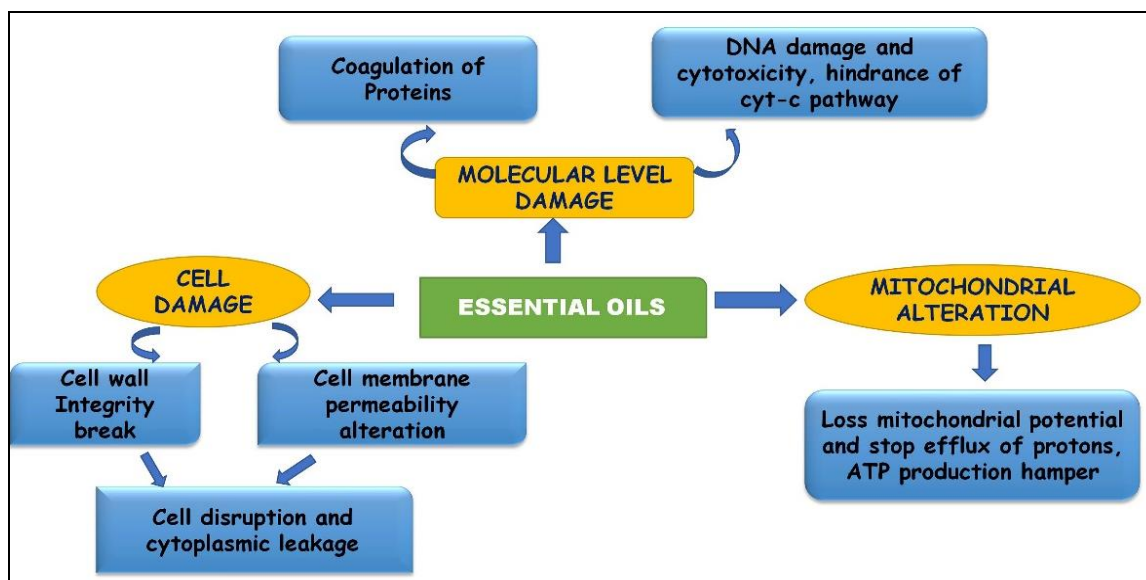 Coagulation of
Proteins
DNA damage and
cytotoxicity, hindrance of
cyt-c pathway
MOLECULAR LEVEL
DAMAGE
CELL
DAMAGE
ESSENTIAL OILS
MITOCHONDRIAL
ALTERATION
Cell wall
Integrity
break
Cell membrane
permeability
alteration
Loss mitochondrial potential
and stop efflux of protons,
ATP production hamper
Cell disruption and
cytoplasmic leakage